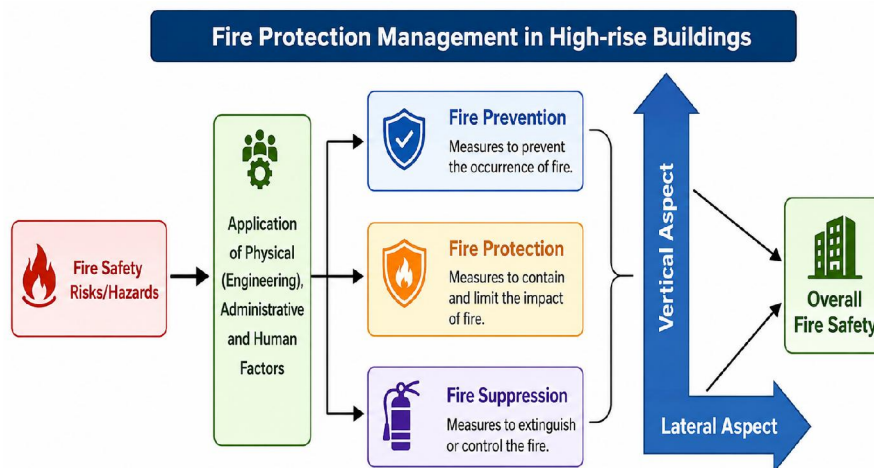 Fire Protection Management in High-rise Buildings
Fire Safety
Risks/Hazards
Application
of Physical
(Engineering),
Administrative
and Human
Factors
Fire Prevention
Measures to prevent
the occurrence of fire.
Fire Protection
Measures to contain
and limit the impact
of fire.
Fire Suppression
Measures to extinguish
or control the fire.
Vertical Aspect
Lateral Aspect
Overall
Fire Safety